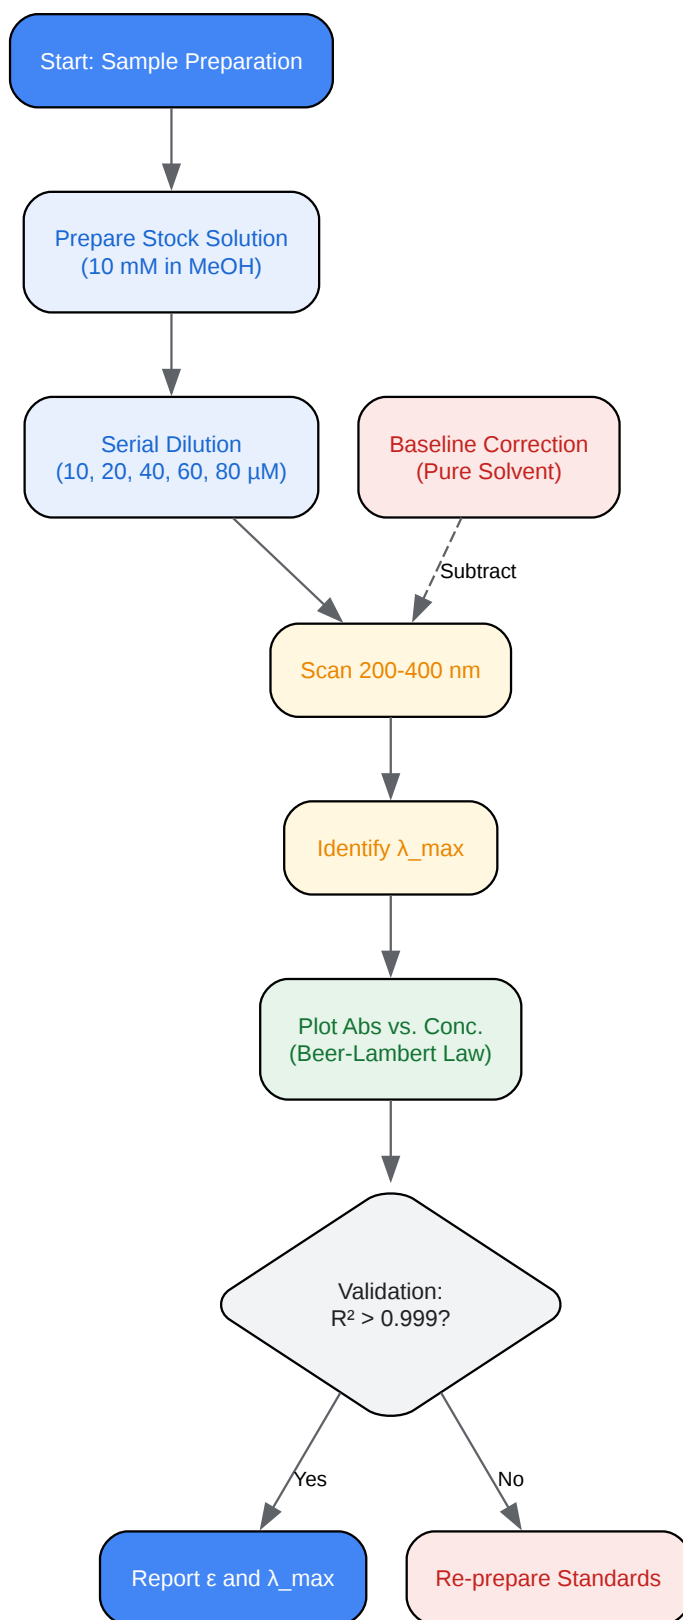 Start: Sample Preparation
Prepare Stock Solution
(10 mM in MeOH)
Serial Dilution
(10, 20, 40, 60, 80 µM)
Baseline Correction
(Pure Solvent)
Subtract
Scan 200-400 nm
Identify λ_max
Plot Abs vs. Conc.
(Beer-Lambert Law)
Validation:
R² > 0.999?
Yes
No
Report ε and λ_max
Re-prepare Standards